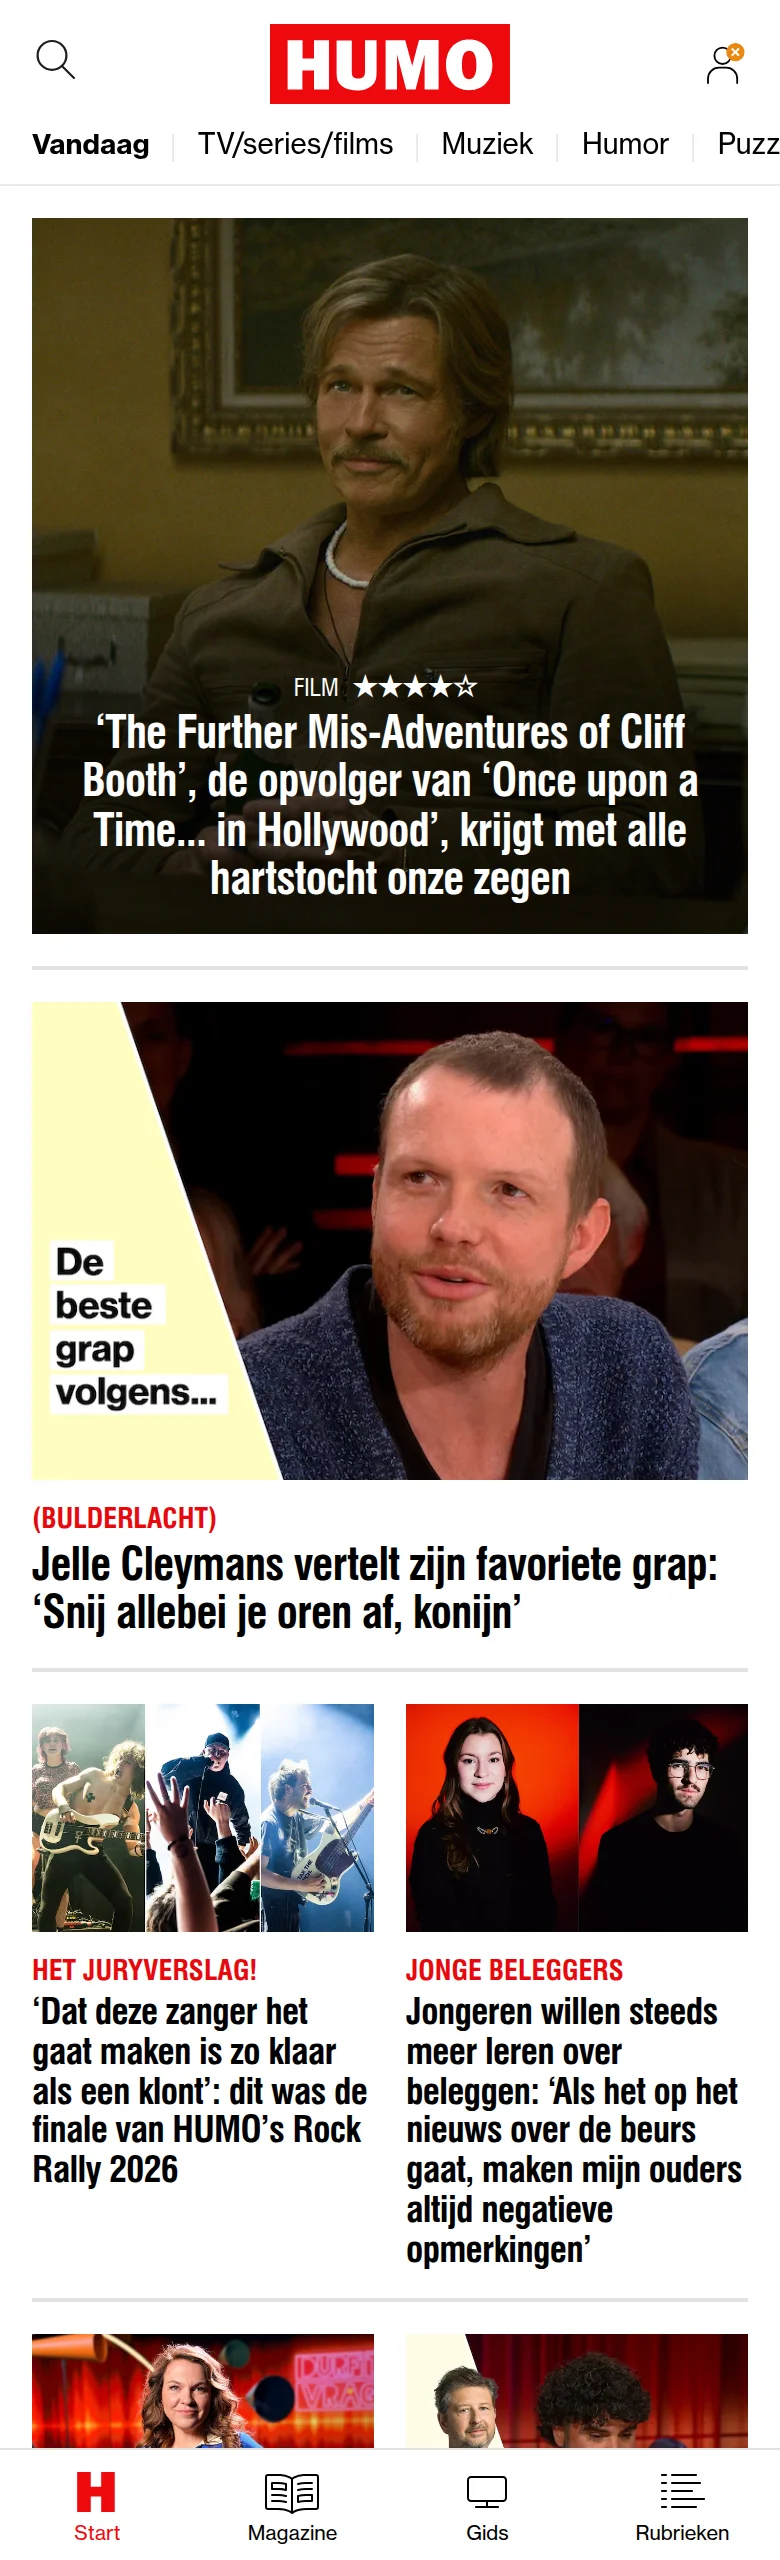 HUMO
Vandaag
TV/series/films
Muziek
Humor
Puzz
FILM ★★★★☆
‘The Further Mis-Adventures of Cliff
Booth’, de opvolger van ‘Once upon a
Time... in Hollywood’, krijgt met alle
hartstocht onze zegen
De
beste
grap
volgens...
(BULDERLACHT)
Jelle Cleymans vertelt zijn favoriete grap:
‘Snij allebei je oren af, konijn’
HET JURYVERSLAG!
‘Dat deze zanger het
gaat maken is zo klaar
als een klont’: dit was de
finale van HUMO’s Rock
Rally 2026
JONGE BELEGGERS
Jongeren willen steeds
meer leren over
beleggen: ‘Als het op het
nieuws over de beurs
gaat, maken mijn ouders
altijd negatieve
opmerkingen’
DURFT
VRAG
H
Start
Magazine
Gids
Rubrieken